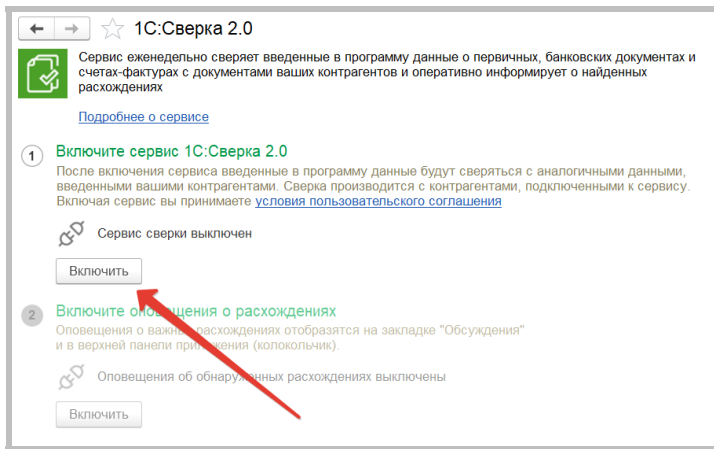 1С:Сверка 2.0
Сервис еженедельно сверяет введенные в программу данные о первичных, банковских документах и
счетах-фактурах с документами ваших контрагентов и оперативно информирует о найденных
расхождениях
Подробнее о сервисе
1 Включите сервис 1С:Сверка 2.0
После включения сервиса введенные в программу данные будут сверяться с аналогичными данными,
введенными вашими контрагентами. Сверка производится с контрагентами, подключенными к сервису.
Включая сервис вы принимаете условия пользовательского соглашения
Сервис сверки выключен
Включить
2 Включите оповещения о расхождениях
Оповещения о важных расхождениях отобразятся на закладке "Обсуждения"
и в верхней панели приложения (колокольчик).
Оповещения об обнаруженных расхождениях выключены
Включить